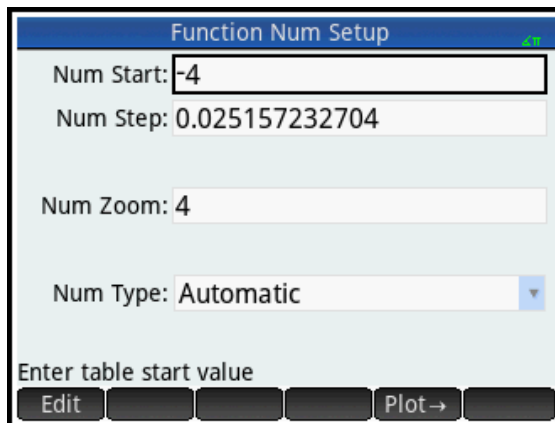 Function Num Setup
∡π
Num Start: -4
Num Step: 0.025157232704
Num Zoom: 4
Num Type: Automatic
Enter table start value
Edit Plot→